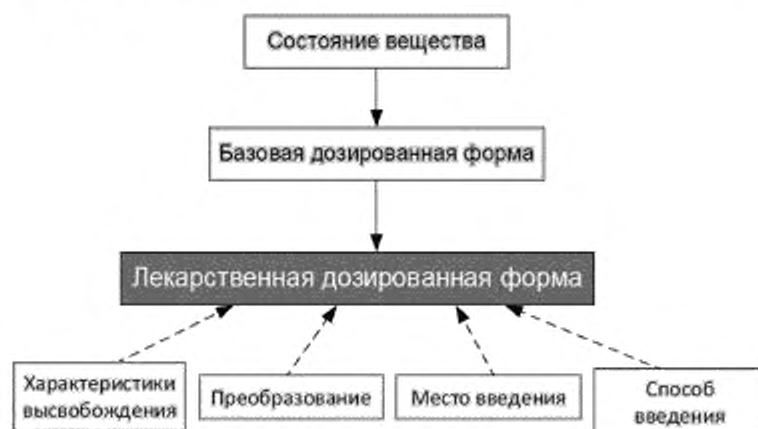 Состояние вещества
Базовая дозированная форма
Лекарственная дозированная форма
Характеристики
высвобождения
Преобразование
Место введения
Способ
введения